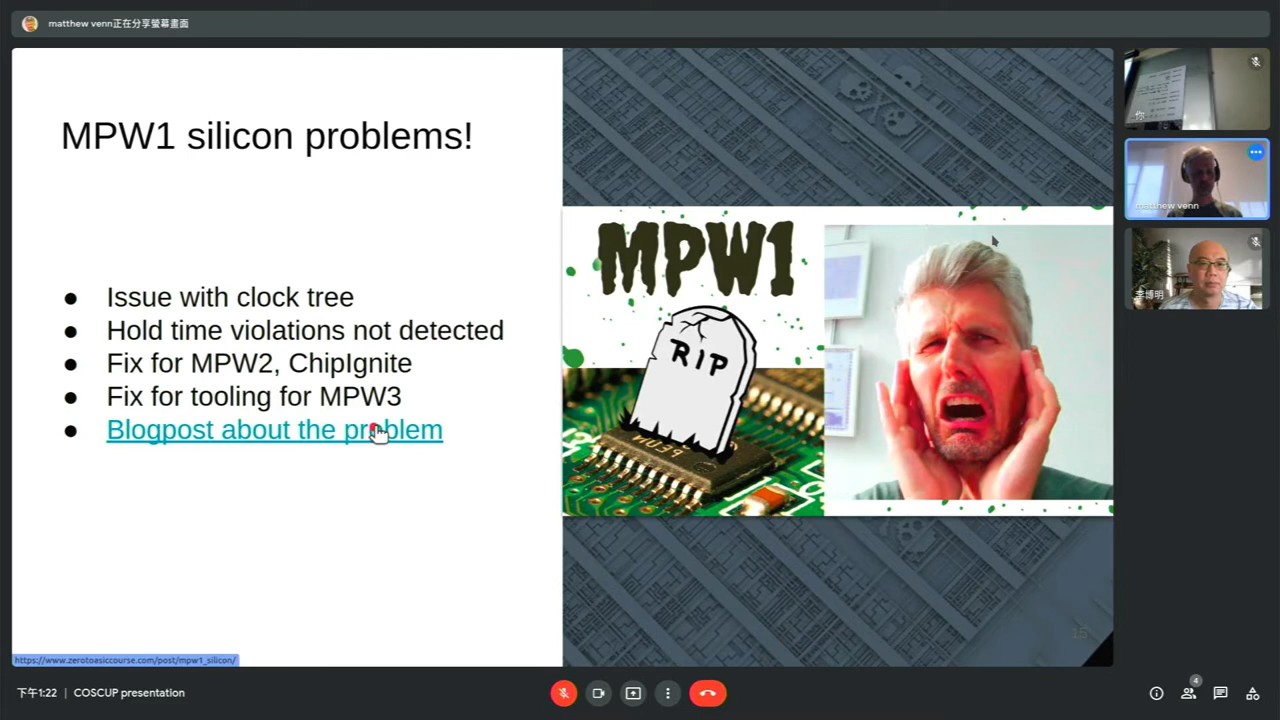 matthew venn正在分享螢幕畫面
MPW1 silicon problems!
● Issue with clock tree
● Hold time violations not detected
● Fix for MPW2, ChipIgnite
● Fix for tooling for MPW3
● Blogpost about the problem
MPW1
RIP
你
matthew venn
李博明
15
https://www.zerotoasiccourse.com/post/mpw1_silicon/
下午1:22 | COSCUP presentation
4